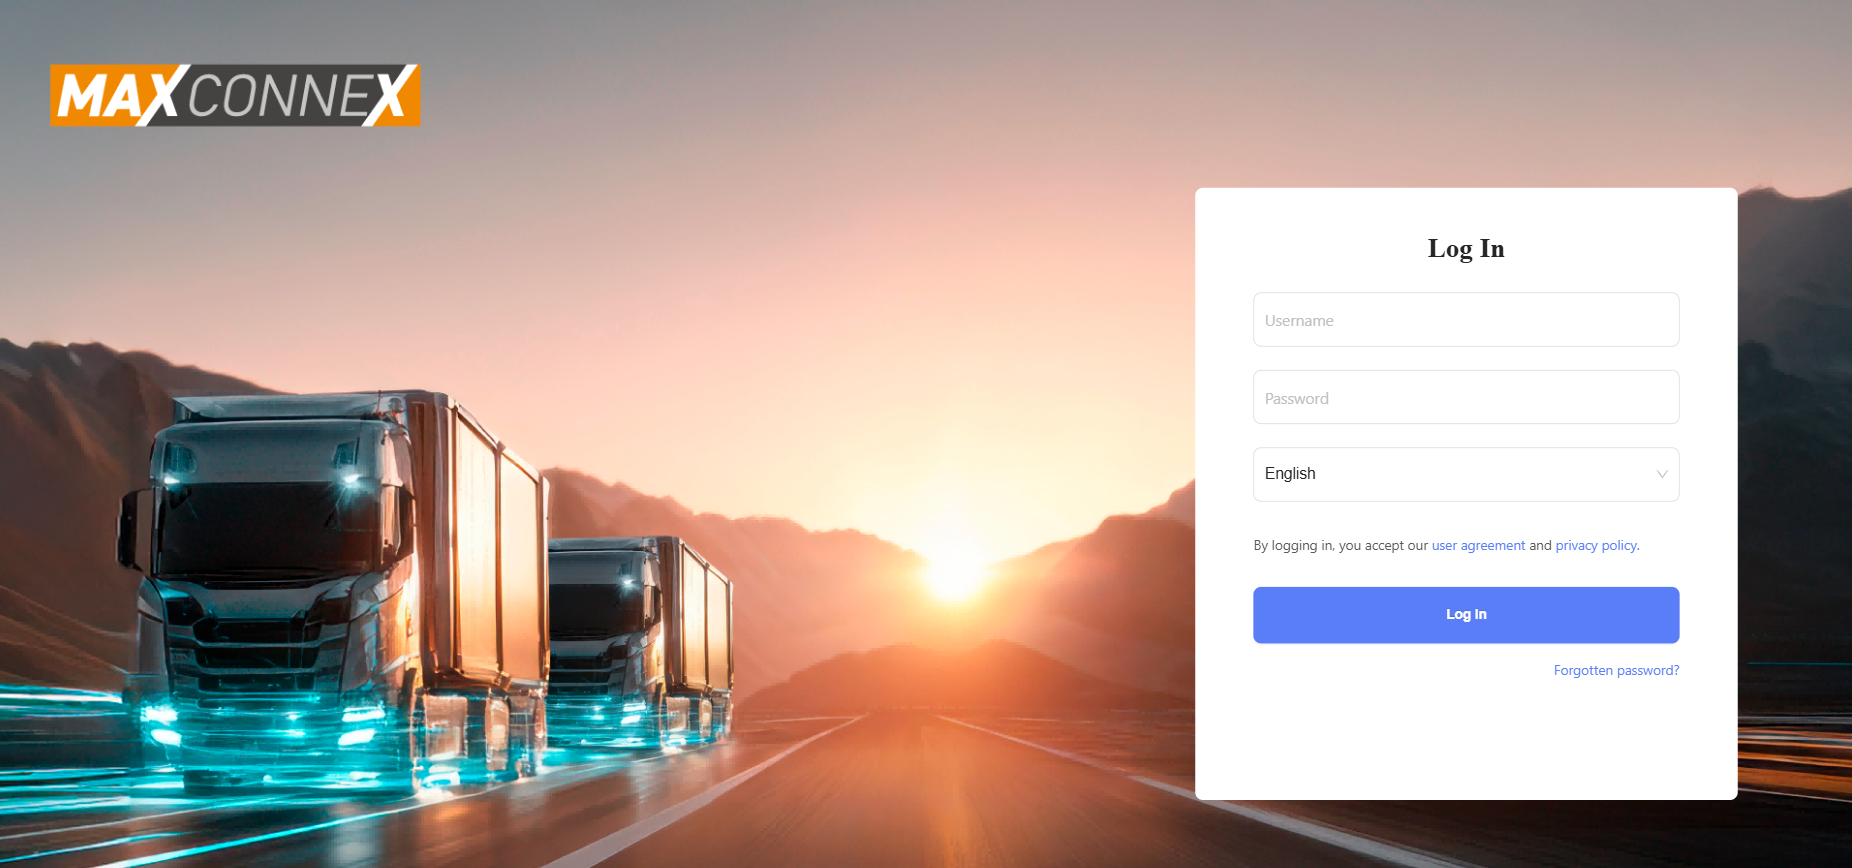 MAXCONNEX
Log In
Username
Password
English
By logging in, you accept our user agreement and privacy policy.
Log In
Forgotten password?